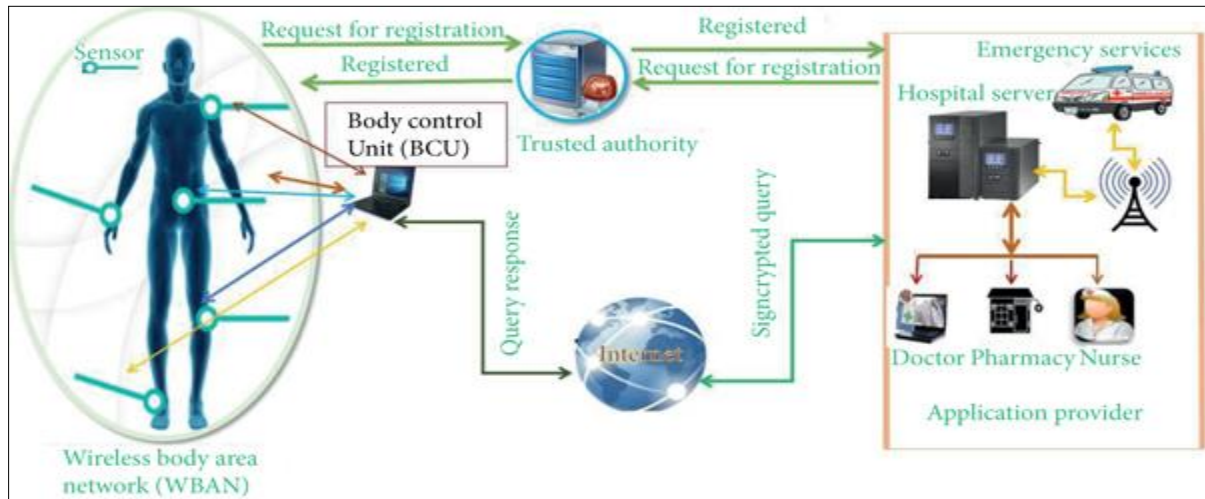 Sensor
Request for registration
Registered
Registered
Request for registration
Trusted authority
Body control
Unit (BCU)
Emergency services
Hospital server
Query response
Signcrypted query
Internet
Doctor Pharmacy Nurse
Application provider
Wireless body area
network (WBAN)